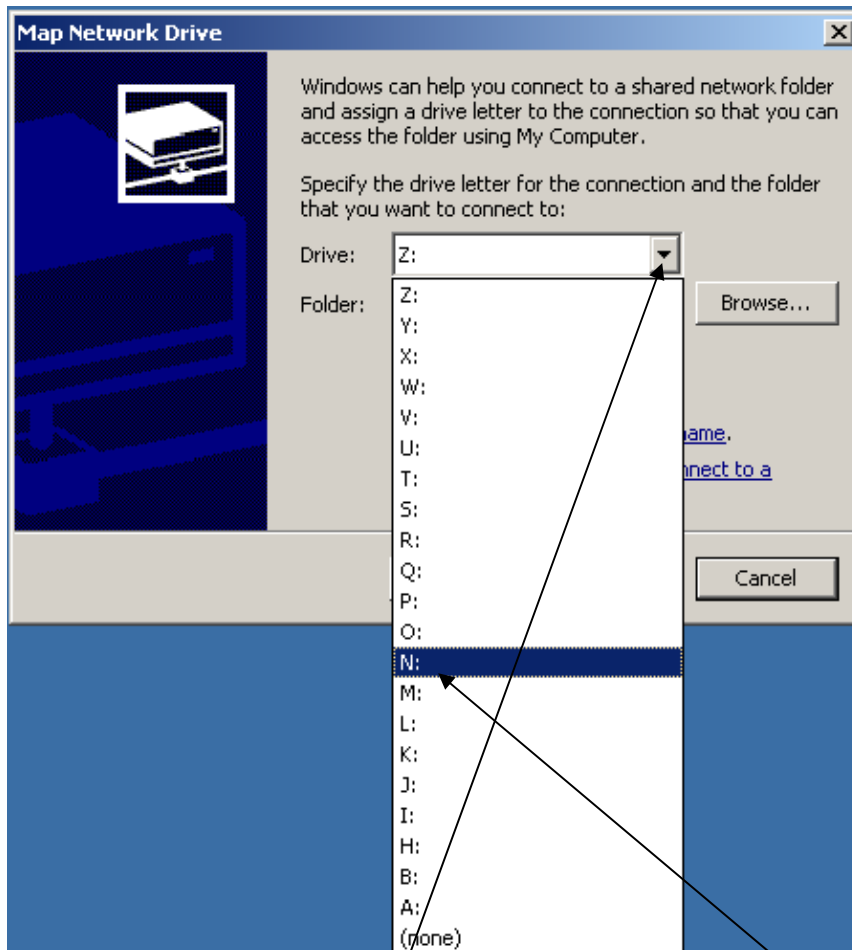 Map Network Drive
Windows can help you connect to a shared network folder
and assign a drive letter to the connection so that you can
access the folder using My Computer.
Specify the drive letter for the connection and the folder
that you want to connect to:
Drive: Z:
Folder: Browse...
Z:
Y:
X:
W:
V:
U:
T:
S:
R:
Q:
P:
O:
N:
M:
L:
K:
J:
I:
H:
B:
A:
(none)
connect to a
Cancel